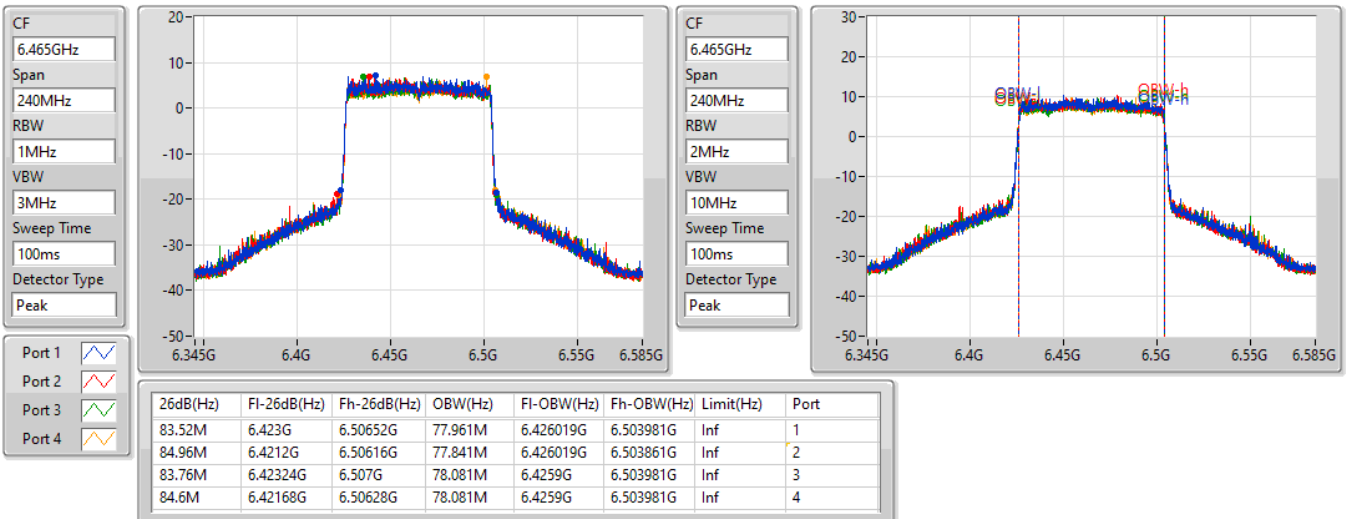 CF
6.465GHz
Span
240MHz
RBW
1MHz
VBW
3MHz
Sweep Time
100ms
Detector Type
Peak
20
10
0
-10
-20
-30
-40
-50
6.345G 6.4G 6.45G 6.5G 6.55G 6.585G
CF
6.465GHz
Span
240MHz
RBW
2MHz
VBW
10MHz
Sweep Time
100ms
Detector Type
Peak
30
20
10
0
-10
-20
-30
-40
-50
OBW-l OBW-h
6.345G 6.4G 6.45G 6.5G 6.55G 6.585G
Port 1
Port 2
Port 3
Port 4
26dB(Hz) Fl-26dB(Hz) Fh-26dB(Hz) OBW(Hz) Fl-OBW(Hz) Fh-OBW(Hz) Limit(Hz) Port
83.52M 6.423G 6.50652G 77.961M 6.426019G 6.503981G Inf 1
84.96M 6.4212G 6.50616G 77.841M 6.426019G 6.503861G Inf 2
83.76M 6.42324G 6.507G 78.081M 6.4259G 6.503981G Inf 3
84.6M 6.42168G 6.50628G 78.081M 6.4259G 6.503981G Inf 4